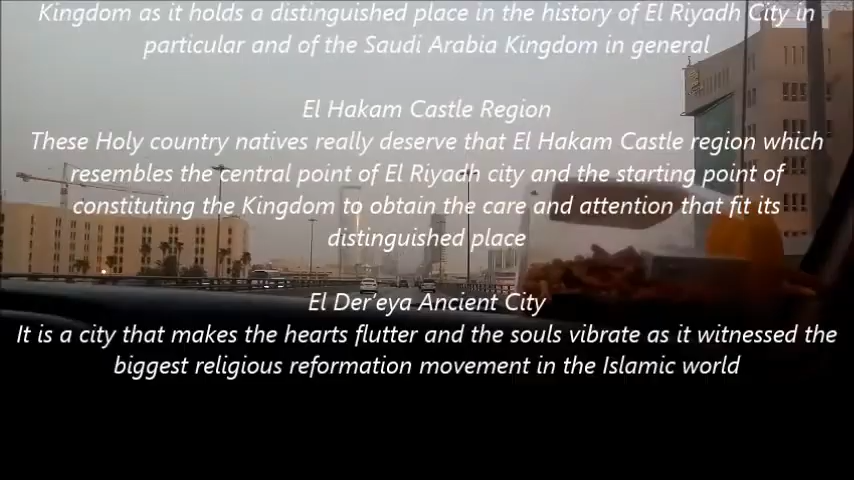 Kingdom as it holds a distinguished place in the history of El Riyadh City in
particular and of the Saudi Arabia Kingdom in general
El Hakam Castle Region
These Holy country natives really deserve that El Hakam Castle region which
resembles the central point of El Riyadh city and the starting point of
constituting the Kingdom to obtain the care and attention that fit its
distinguished place
El Der'eya Ancient City
It is a city that makes the hearts flutter and the souls vibrate as it witnessed the
biggest religious reformation movement in the Islamic world